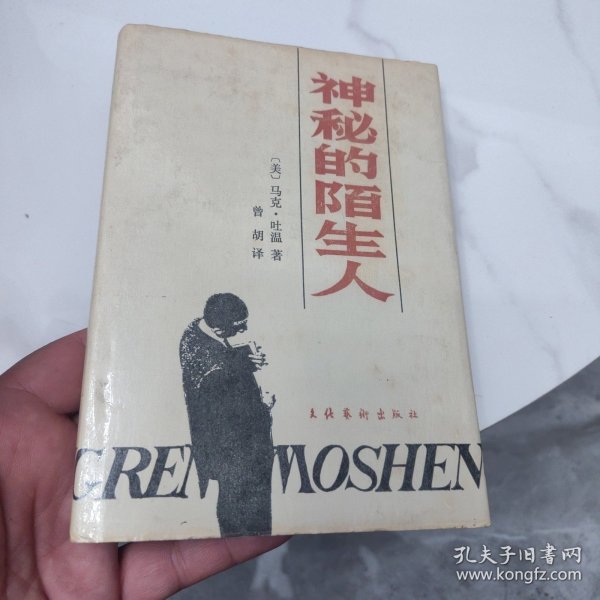 神秘的陌生人
〔美〕马克·吐温 著
曾胡 译
文化艺术出版社
GREN MOSHEN
孔夫子旧书网
www.kongfz.com